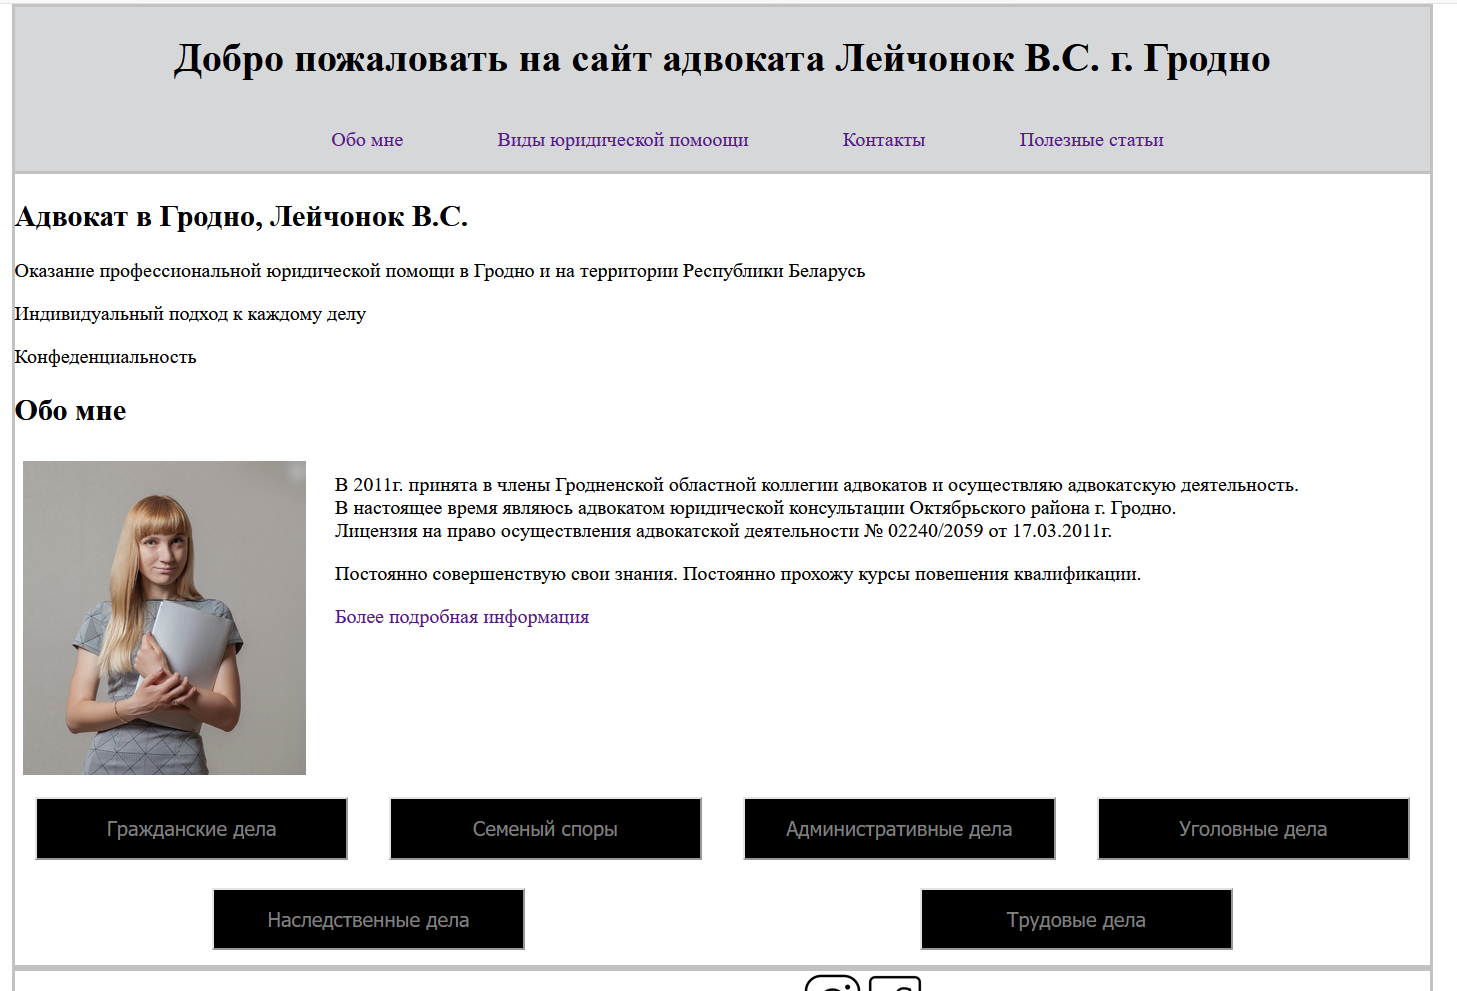 Добро пожаловать на сайт адвоката Лейчонок В.С. г. Гродно
Обо мне Виды юридической помоощи Контакты Полезные статьи
Адвокат в Гродно, Лейчонок В.С.
Оказание профессиональной юридической помощи в Гродно и на территории Республики Беларусь
Индивидуальный подход к каждому делу
Конфеденциальность
Обо мне
В 2011г. принята в члены Гродненской областной коллегии адвокатов и осуществляю адвокатскую деятельность.
В настоящее время являюсь адвокатом юридической консультации Октябрьского района г. Гродно.
Лицензия на право осуществления адвокатской деятельности № 02240/2059 от 17.03.2011г.
Постоянно совершенствую свои знания. Постоянно прохожу курсы повешения квалификации.
Более подробная информация
Гражданские дела Семеный споры Административные дела Уголовные дела
Наследственные дела Трудовые дела